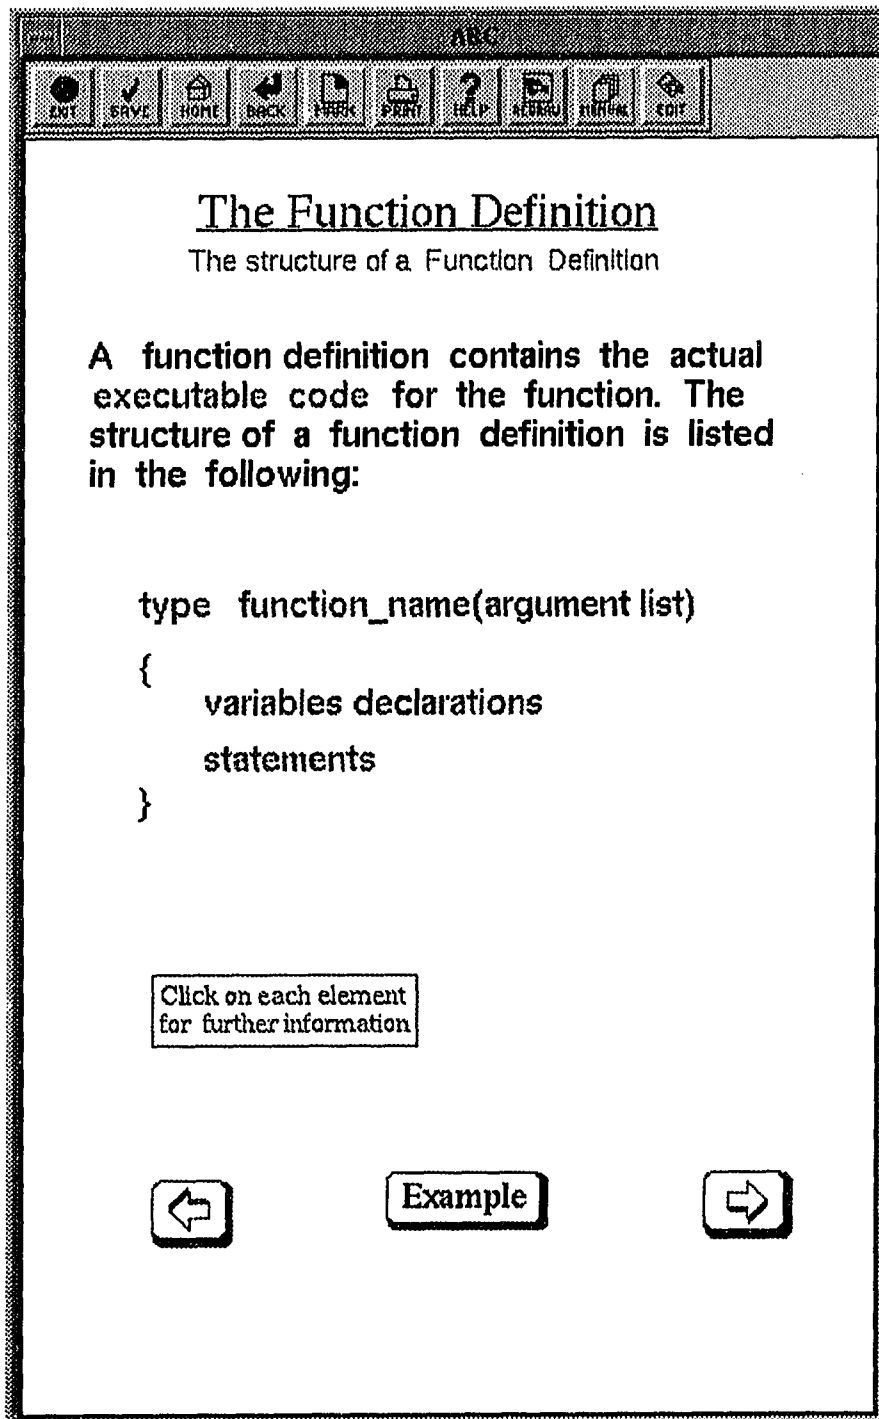 ABC
EXIT SAVE HOME BACK MARK PRINT HELP MANUAL EDIT
The Function Definition
The structure of a Function Definition
A function definition contains the actual
executable code for the function. The
structure of a function definition is listed
in the following:
type function_name(argument list)
{
variables declarations
statements
}
Click on each element
for further information
Example